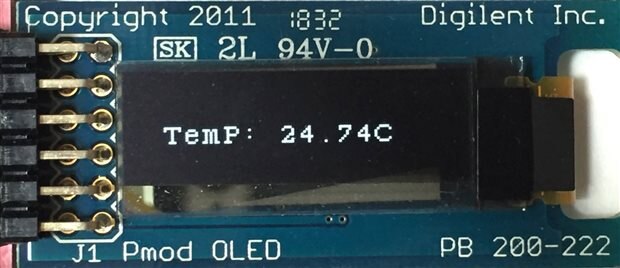 Copyright 2011 1832 Digilent Inc.
SK 2L 94V-0
TemP: 24.74C
J1 Pmod OLED PB 200-222